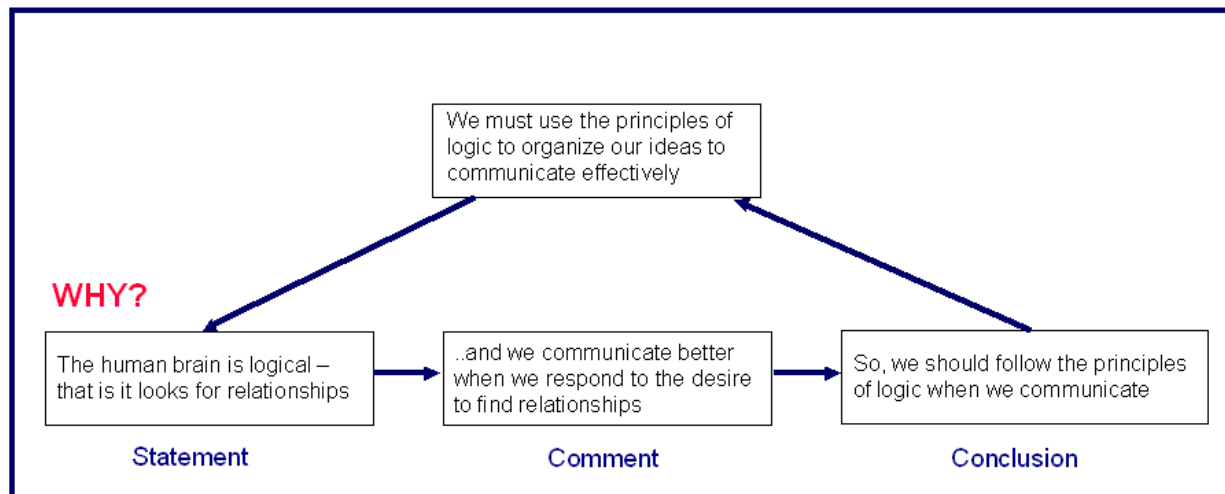 We must use the principles of
logic to organize our ideas to
communicate effectively
WHY?
The human brain is logical –
that is it looks for relationships
..and we communicate better
when we respond to the desire
to find relationships
So, we should follow the principles
of logic when we communicate
Statement
Comment
Conclusion